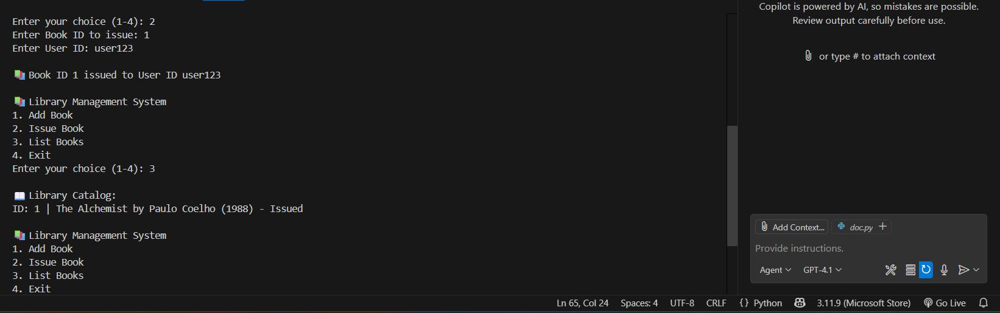 Enter your choice (1-4): 2
Enter Book ID to issue: 1
Enter User ID: user123
📚 Book ID 1 issued to User ID user123
📚 Library Management System
1. Add Book
2. Issue Book
3. List Books
4. Exit
Enter your choice (1-4): 3
📖 Library Catalog:
ID: 1 | The Alchemist by Paulo Coelho (1988) - Issued
📚 Library Management System
1. Add Book
2. Issue Book
3. List Books
4. Exit
Copilot is powered by AI, so mistakes are possible.
Review output carefully before use.
or type # to attach context
Add Context...
doc.py +
Provide instructions.
Agent
GPT-4.1
Ln 65, Col 24
Spaces: 4
UTF-8
CRLF
{} Python
3.11.9 (Microsoft Store)
Go Live